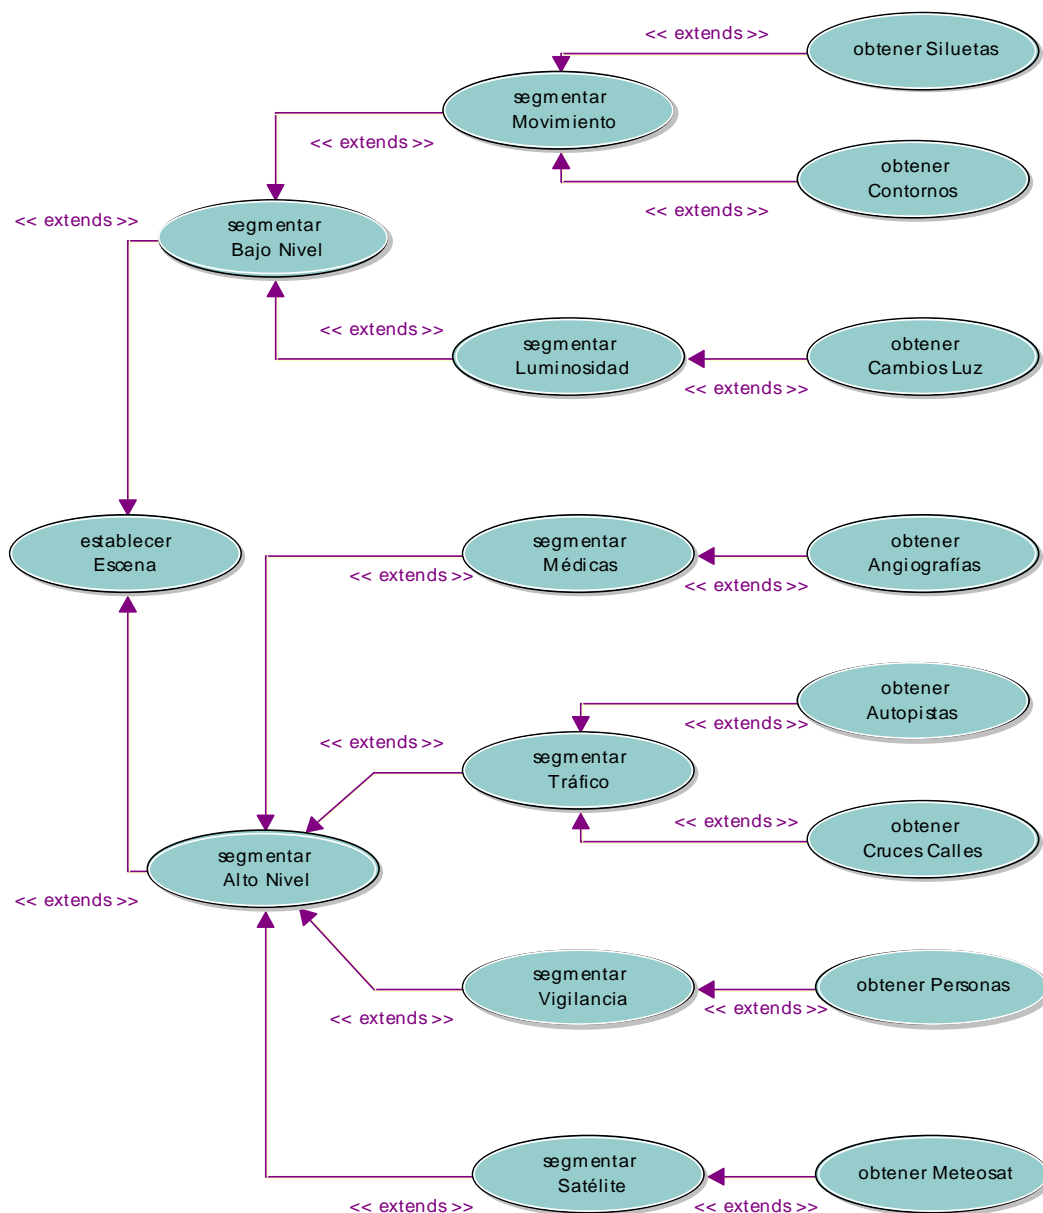 << extends >>
obtener Siluetas
segmentar
Movimiento
<< extends >>
obtener
Contornos
<< extends >>
<< extends >>
segmentar
Bajo Nivel
<< extends >>
segmentar
Luminosidad
obtener
Cambios Luz
<< extends >>
establecer
Escena
segmentar
Médicas
obtener
Angiografías
<< extends >>
<< extends >>
obtener
Autopistas
<< extends >>
<< extends >>
segmentar
Tráfico
<< extends >>
obtener
Cruces Calles
segmentar
Alto Nivel
<< extends >>
segmentar
Vigilancia
obtener Personas
<< extends >>
<< extends >>
segmentar
Satélite
obtener Meteosat
<< extends >>
<< extends >>